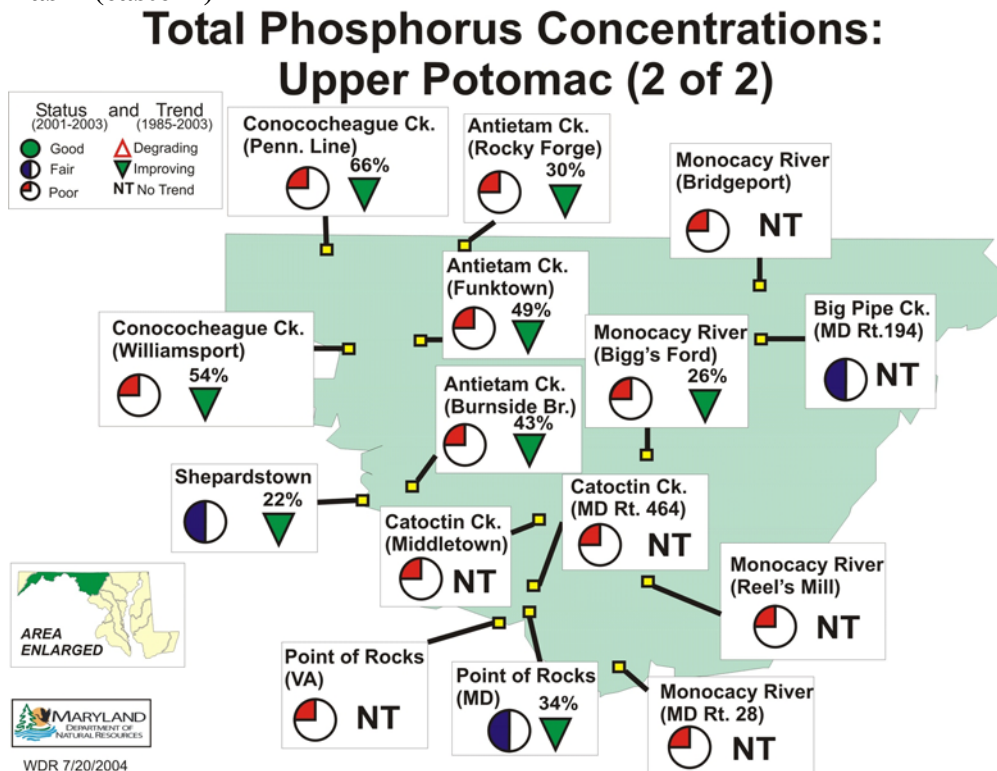 Total Phosphorus Concentrations:
Upper Potomac (2 of 2)
Status and Trend
(2001-2003) (1985-2003)
Good
Degrading
Fair
Improving
Poor
NT No Trend
Conococheague Ck.
(Penn. Line)
66%
Antietam Ck.
(Rocky Forge)
30%
Monocacy River
(Bridgeport)
NT
Antietam Ck.
(Funktown)
49%
Big Pipe Ck.
(MD Rt.194)
NT
Conococheague Ck.
(Williamsport)
54%
Monocacy River
(Bigg's Ford)
26%
Antietam Ck.
(Burnside Br.)
43%
Shepardstown
22%
Catoctin Ck.
(MD Rt. 464)
NT
Catoctin Ck.
(Middletown)
NT
Monocacy River
(Reel's Mill)
NT
AREA
ENLARGED
Point of Rocks
(VA)
NT
Point of Rocks
(MD)
34%
Monocacy River
(MD Rt. 28)
NT
MARYLAND
DEPARTMENT OF
NATURAL RESOURCES
WDR 7/20/2004